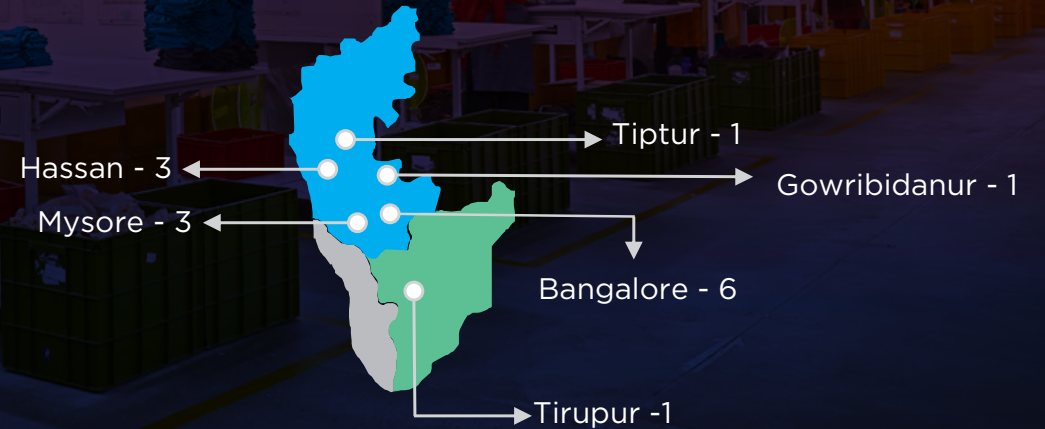 Tiptur - 1
Hassan - 3
Gowribidanur - 1
Mysore - 3
Bangalore - 6
Tirupur -1